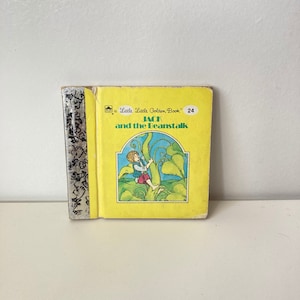 a Little Little Golden Book® 24
JACK
and the Beanstalk